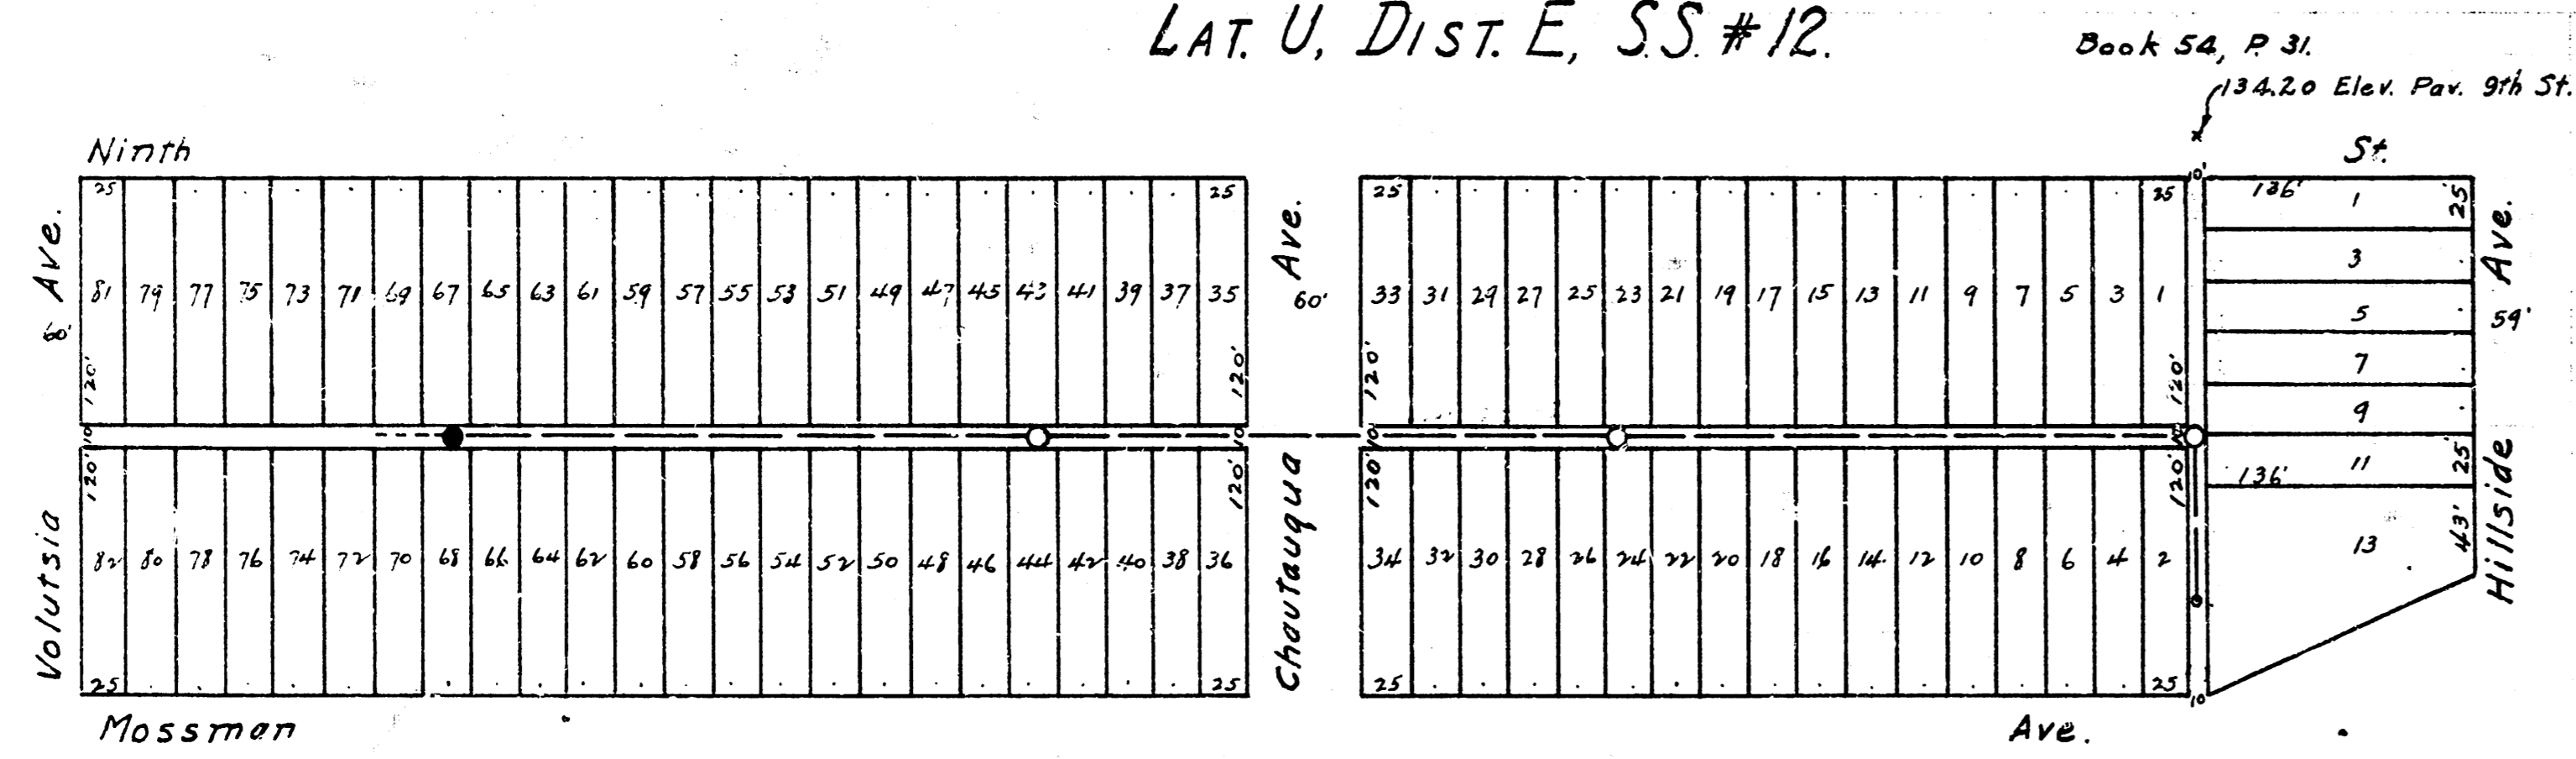 LAT. U, DIST. E, S.S. #12.
Book 54, P. 31.
134.20 Elev. Pav. 9th St.
Ninth
St.
25 25 25 25 10' 136' 1 25'
Volutsia Ave.
60'
81 79 77 75 73 71 69 67 65 63 61 59 57 55 53 51 49 47 45 43 41 39 37 35
Chautauqua Ave.
60'
33 31 29 27 25 23 21 19 17 15 13 11 9 7 5 3 1
3
5
7
9
Hillside Ave.
59'
120' 120' 120' 120'
10 10 10
120' 120' 120' 120'
11 25'
136'
13 43'
82 80 78 76 74 72 70 68 66 64 62 60 58 56 54 52 50 48 46 44 42 40 38 36
34 32 30 28 26 24 22 20 18 16 14 12 10 8 6 4 2
25 25 25 25 10
Mossman
Ave.